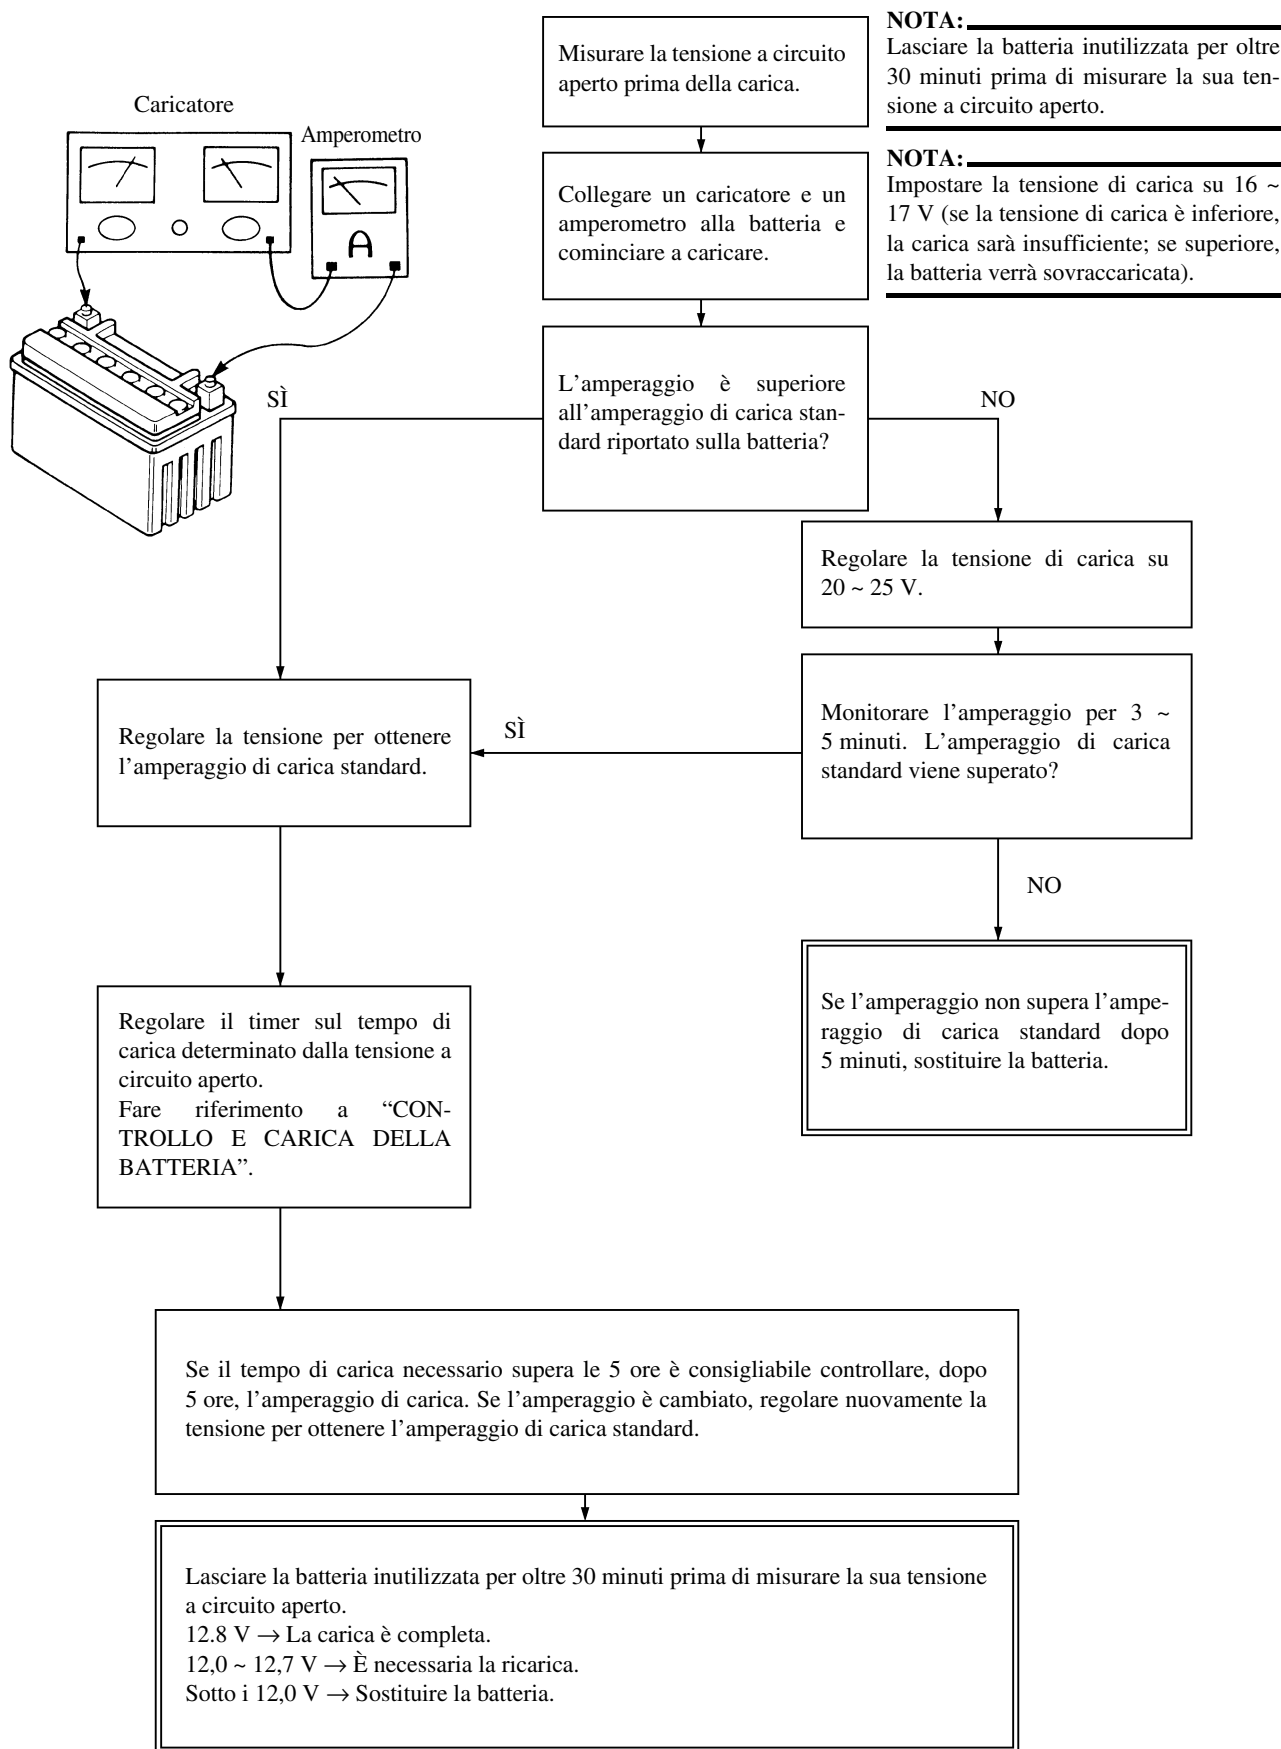 Caricatore
Amperometro
Misurare la tensione a circuito
aperto prima della carica.
NOTA:
Lasciare la batteria inutilizzata per oltre
30 minuti prima di misurare la sua ten-
sione a circuito aperto.
NOTA:
Impostare la tensione di carica su 16 ~
17 V (se la tensione di carica è inferiore,
la carica sarà insufficiente; se superiore,
la batteria verrà sovraccaricata).
Collegare un caricatore e un
amperometro alla batteria e
cominciare a caricare.
A
L’amperaggio è superiore
all’amperaggio di carica stan-
dard riportato sulla batteria?
SÌ
NO
Regolare la tensione di carica su
20 ~ 25 V.
Monitorare l’amperaggio per 3 ~
5 minuti. L’amperaggio di carica
standard viene superato?
SÌ
Regolare la tensione per ottenere
l’amperaggio di carica standard.
NO
Se l’amperaggio non supera l’ampe-
raggio di carica standard dopo
5 minuti, sostituire la batteria.
Regolare il timer sul tempo di
carica determinato dalla tensione a
circuito aperto.
Fare riferimento a “CON-
TROLLO E CARICA DELLA
BATTERIA”.
Se il tempo di carica necessario supera le 5 ore è consigliabile controllare, dopo
5 ore, l’amperaggio di carica. Se l’amperaggio è cambiato, regolare nuovamente la
tensione per ottenere l’amperaggio di carica standard.
Lasciare la batteria inutilizzata per oltre 30 minuti prima di misurare la sua tensione
a circuito aperto.
12.8 V → La carica è completa.
12,0 ~ 12,7 V → È necessaria la ricarica.
Sotto i 12,0 V → Sostituire la batteria.